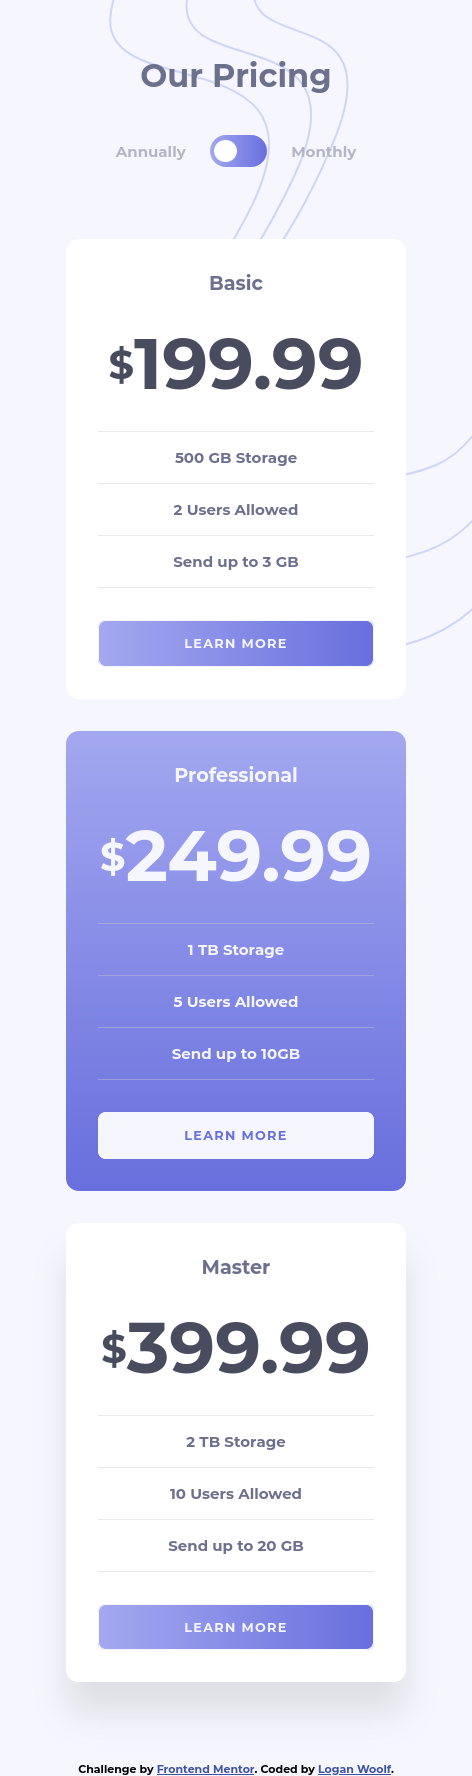 Our Pricing
Annually Monthly
Basic
$199.99
500 GB Storage
2 Users Allowed
Send up to 3 GB
LEARN MORE
Professional
$249.99
1 TB Storage
5 Users Allowed
Send up to 10GB
LEARN MORE
Master
$399.99
2 TB Storage
10 Users Allowed
Send up to 20 GB
LEARN MORE
Challenge by Frontend Mentor. Coded by Logan Woolf.